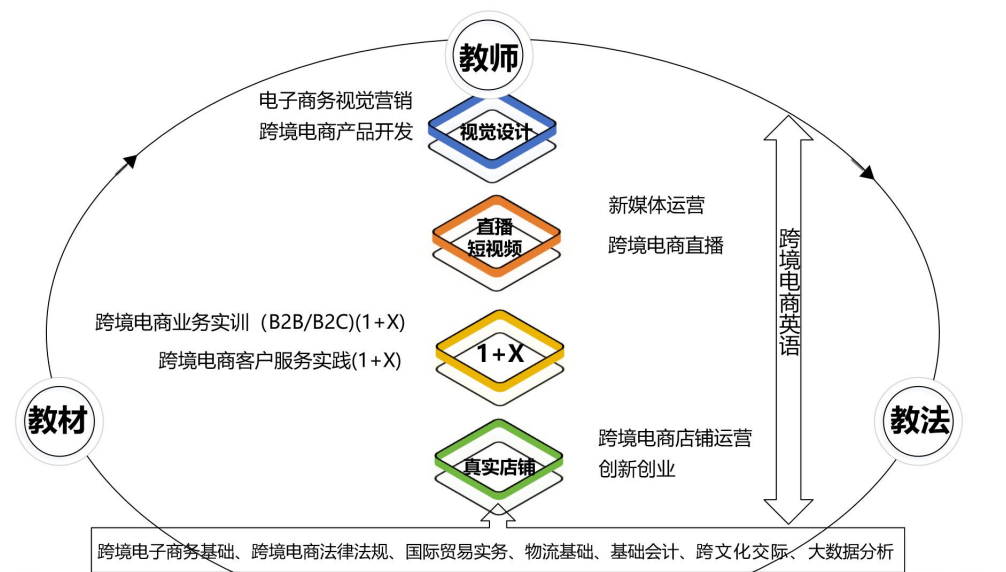 教师
电子商务视觉营销
跨境电商产品开发
视觉设计
新媒体运营
跨境电商直播
直播
短视频
跨境电商英语
跨境电商业务实训（B2B/B2C)(1+X)
跨境电商客户服务实践(1+X)
1+X
教材
教法
跨境电商店铺运营
创新创业
真实店铺
跨境电子商务基础、跨境电商法律法规、国际贸易实务、物流基础、基础会计、跨文化交际、大数据分析